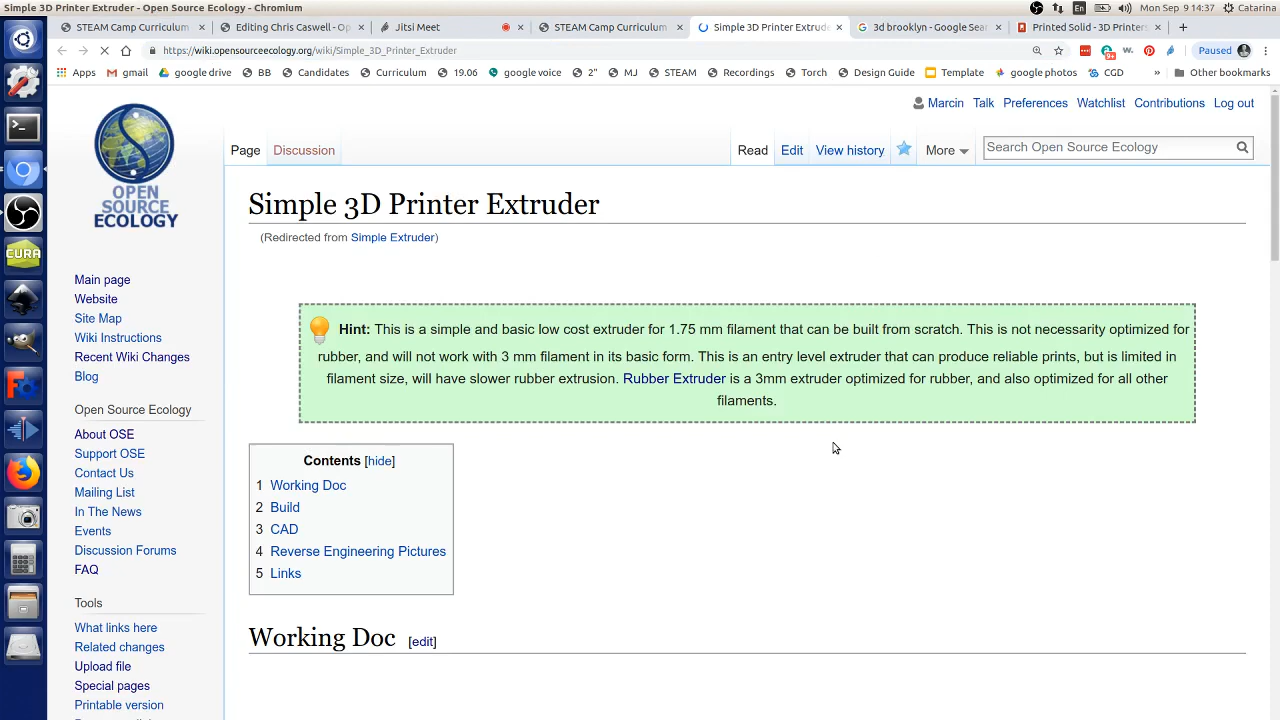 Simple 3D Printer Extruder - Open Source Ecology - Chromium
En
Mon Sep 9 14:37
Catarina
STEAM Camp Curriculum
Editing Chris Caswell - O
Jitsi Meet
STEAM Camp Curriculum
Simple 3D Printer Extrude
3d brooklyn - Google Sea
Printed Solid - 3D Printers
https://wiki.opensourceecology.org/wiki/Simple_3D_Printer_Extruder
9+
W.
Paused
Apps
gmail
google drive
BB
Candidates
Curriculum
19.06
google voice
2"
MJ
STEAM
Recordings
Torch
Design Guide
Template
google photos
CGD
»
Other bookmarks
Marcin
Talk
Preferences
Watchlist
Contributions
Log out
OPEN
SOURCE
ECOLOGY
Page
Discussion
Read
Edit
View history
More
Search Open Source Ecology
Simple 3D Printer Extruder
(Redirected from Simple Extruder)
Hint: This is a simple and basic low cost extruder for 1.75 mm filament that can be built from scratch. This is not necessarity optimized for
rubber, and will not work with 3 mm filament in its basic form. This is an entry level extruder that can produce reliable prints, but is limited in
filament size, will have slower rubber extrusion. Rubber Extruder is a 3mm extruder optimized for rubber, and also optimized for all other
filaments.
Contents [hide]
1 Working Doc
2 Build
3 CAD
4 Reverse Engineering Pictures
5 Links
Working Doc [edit]
Main page
Website
Site Map
Wiki Instructions
Recent Wiki Changes
Blog
Open Source Ecology
About OSE
Support OSE
Contact Us
Mailing List
In The News
Events
Discussion Forums
FAQ
Tools
What links here
Related changes
Upload file
Special pages
Printable version
CURA